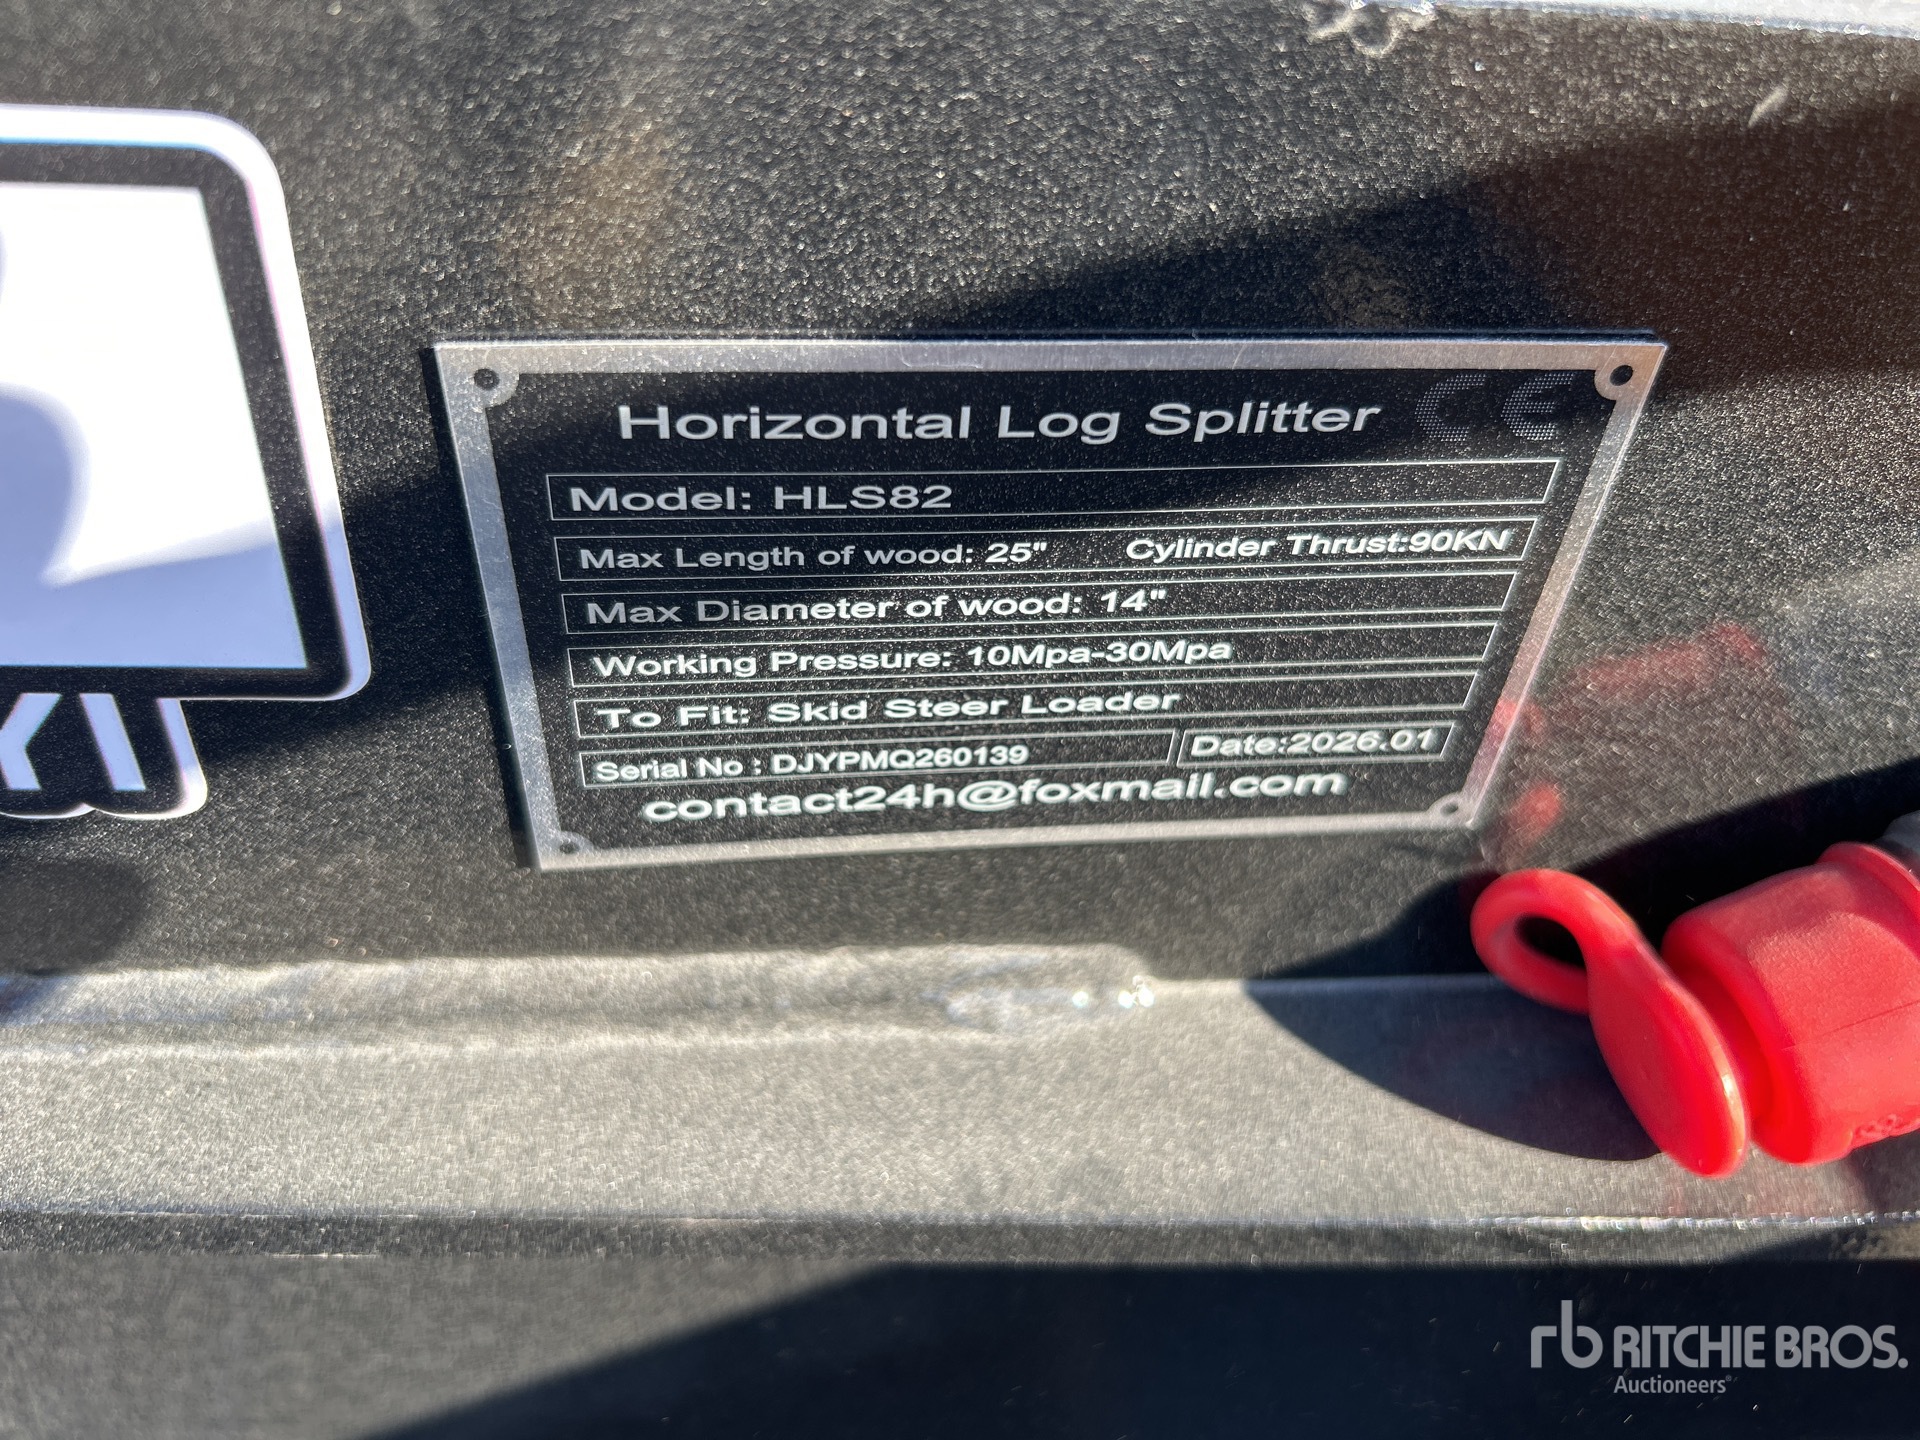 Horizontal Log Splitter CE
Model: HLS82
Max Length of wood: 25" Cylinder Thrust:90KN
Max Diameter of wood: 14"
Working Pressure: 10Mpa-30Mpa
To Fit: Skid Steer Loader
Serial No : DJYPMQ260139 Date:2026.01
contact24h@foxmail.com
rb RITCHIE BROS.
Auctioneers